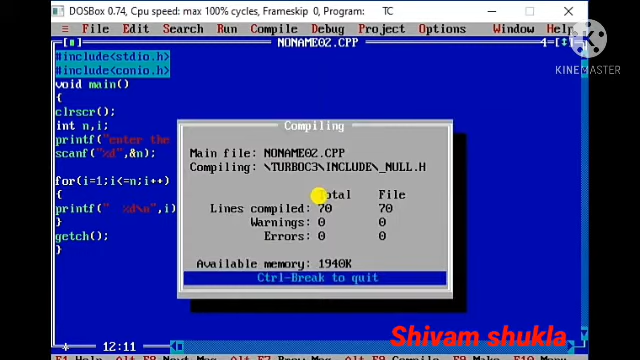 DOSBox 0.74, Cpu speed: max 100% cycles, Frameskip 0, Program: TC
File Edit Search Run Compile Debug Project Options Window Help
NONAME02.CPP 4
KINEMASTER
#include<stdio.h>
#include<conio.h>
void main()
{
clrscr();
int n,i;
printf("enter the
scanf("%d",&n);
for(i=1;i<=n;i++)
{
printf(" %d\n",i)
}
getch();
}
Compiling
Main file: NONAME02.CPP
Compiling: \TURBOC3\INCLUDE\_NULL.H
Total File
Lines compiled: 70 70
Warnings: 0 0
Errors: 0 0
Available memory: 1940K
Ctrl-Break to quit
Shivam shukla
12:11